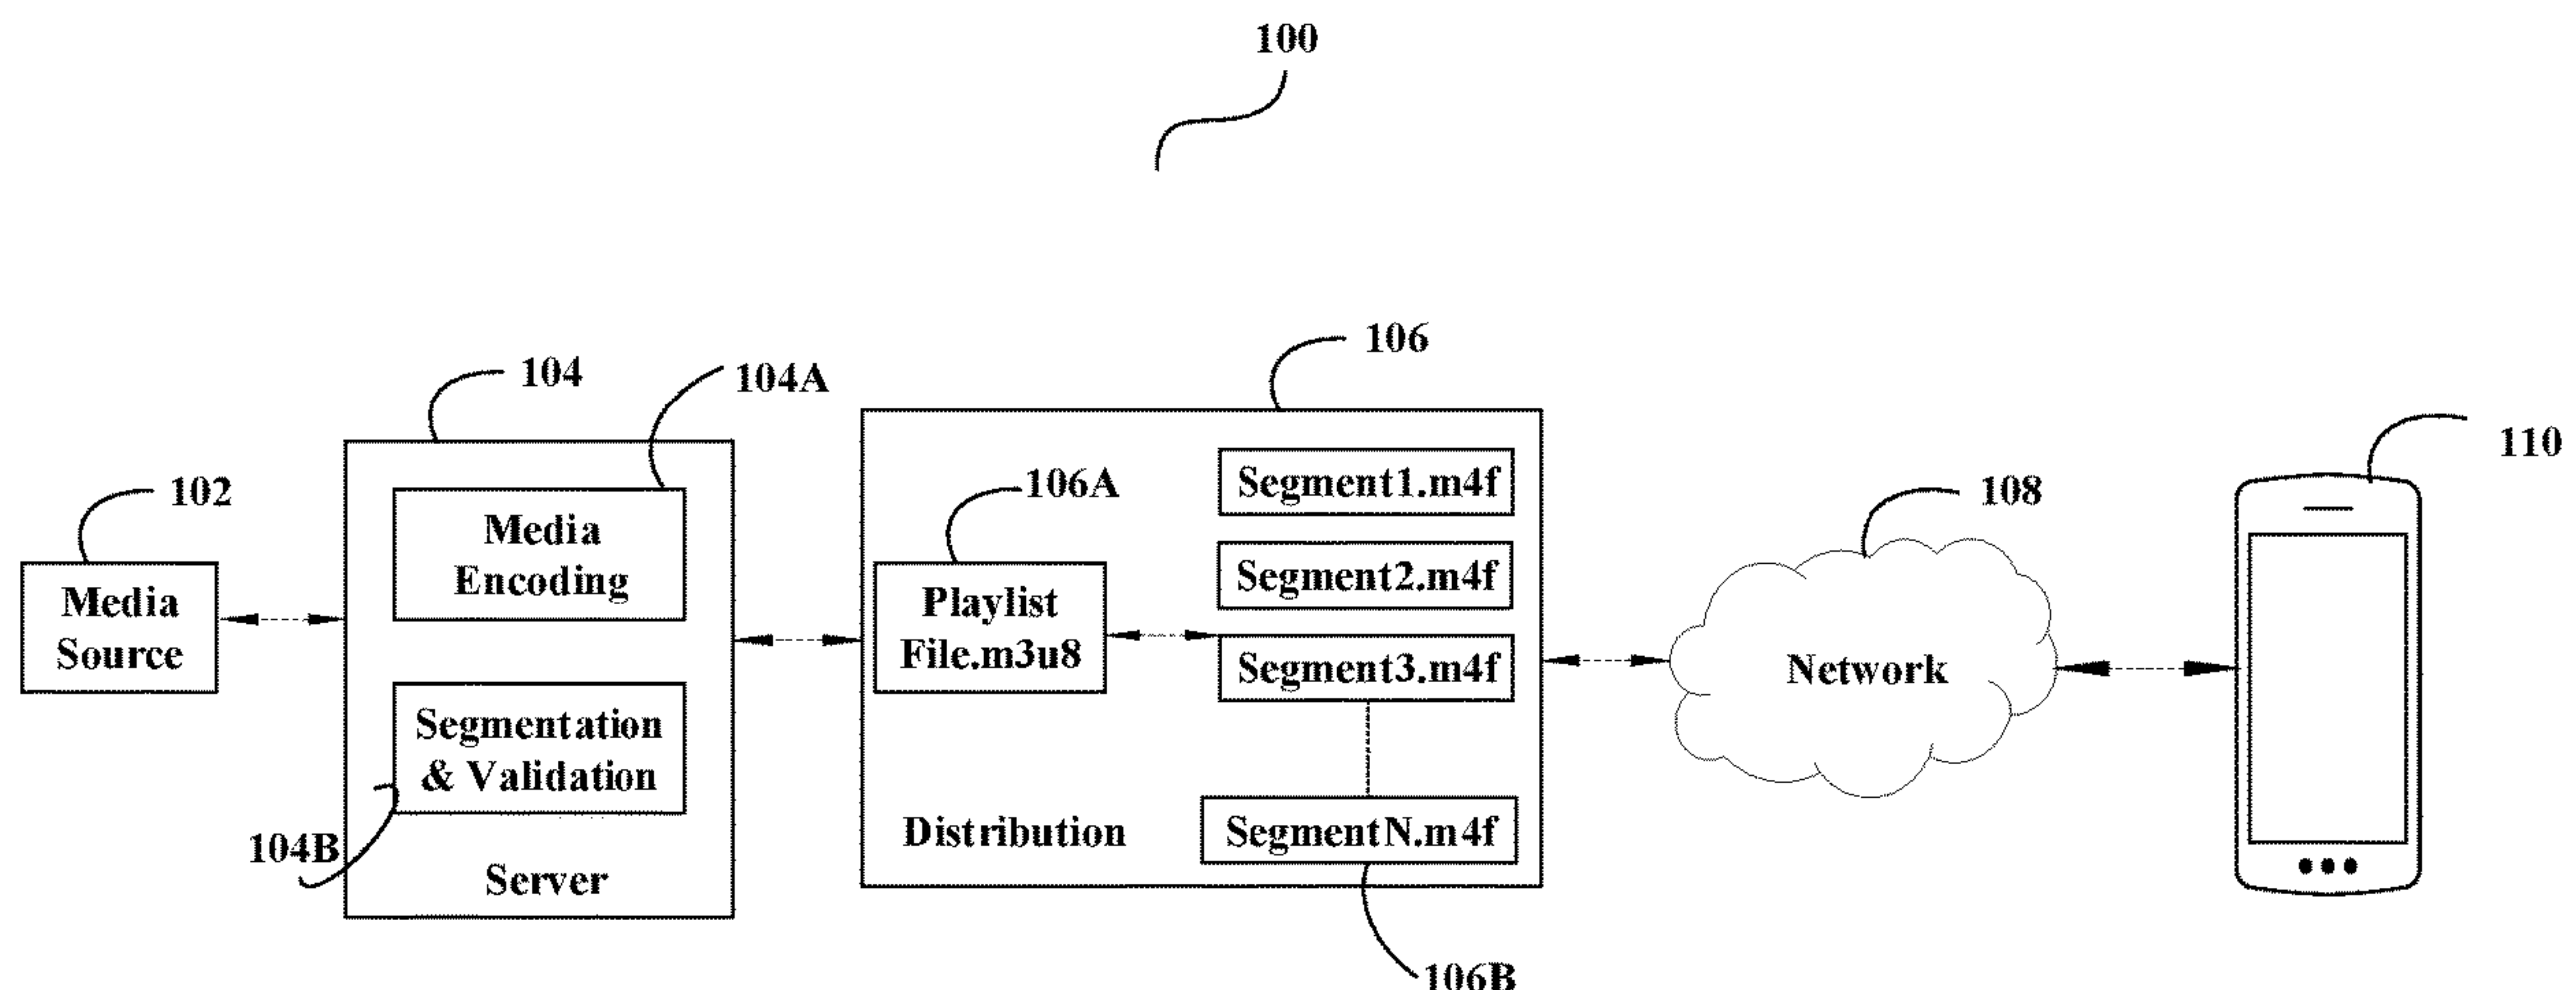 100
104
104A
106
102
106A
108
110
Media
Source
Media
Encoding
Segmentation
& Validation
104B
Server
Playlist
File.m3u8
Segment1.m4f
Segment2.m4f
Segment3.m4f
SegmentN.m4f
Distribution
106B
Network